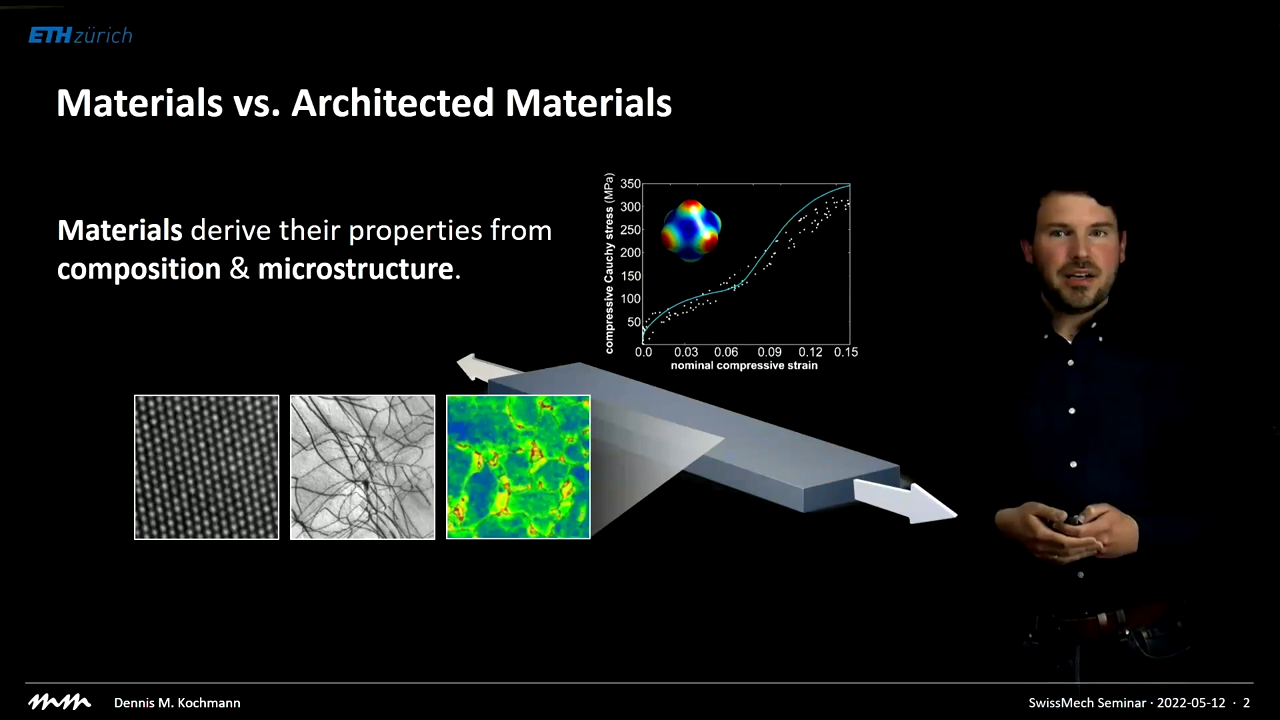 ETH zürich
Materials vs. Architected Materials
Materials derive their properties from
composition & microstructure.
compressive Cauchy stress (MPa)
350
300
250
200
150
100
50
0.0 0.03 0.06 0.09 0.12 0.15
nominal compressive strain
Dennis M. Kochmann
SwissMech Seminar · 2022-05-12 · 2